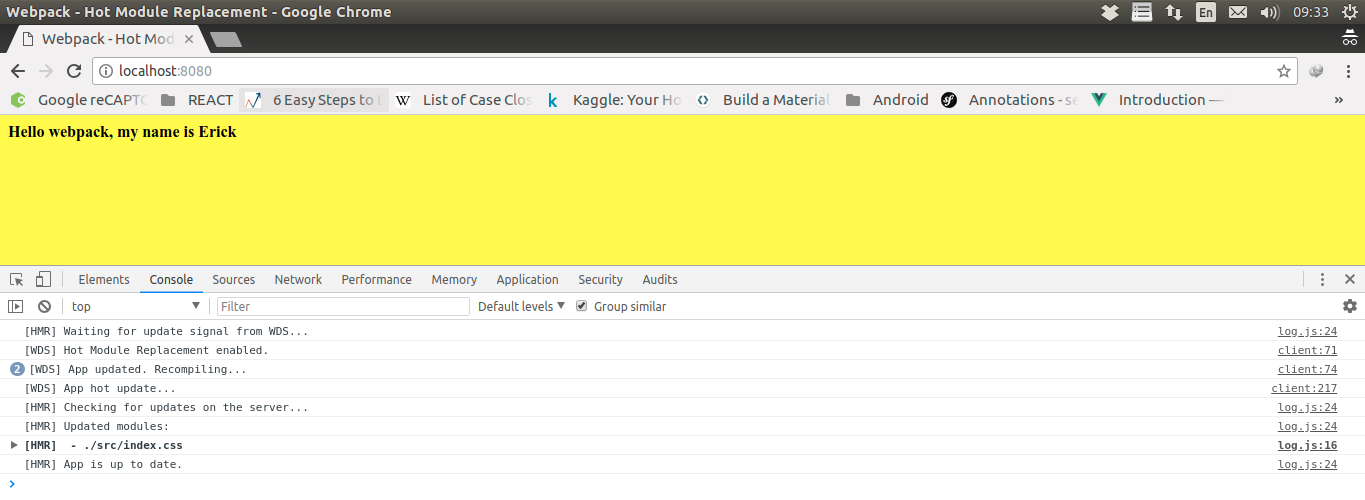 Webpack - Hot Module Replacement - Google Chrome En 09:33
Webpack - Hot Mod
localhost:8080
Google reCAPTC REACT 6 Easy Steps to List of Case Clos Kaggle: Your Ho Build a Material Android Annotations - se Introduction — »
Hello webpack, my name is Erick
Elements Console Sources Network Performance Memory Application Security Audits
top Filter Default levels Group similar
[HMR] Waiting for update signal from WDS... log.js:24
[WDS] Hot Module Replacement enabled. client:71
2 [WDS] App updated. Recompiling... client:74
[WDS] App hot update... client:217
[HMR] Checking for updates on the server... log.js:24
[HMR] Updated modules: log.js:24
[HMR]  - ./src/index.css log.js:16
[HMR] App is up to date. log.js:24